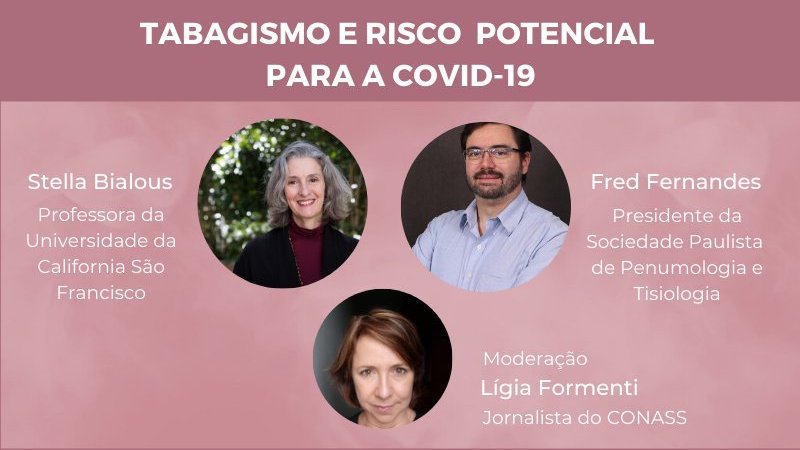 TABAGISMO E RISCO POTENCIAL
PARA A COVID-19
Stella Bialous
Professora da
Universidade da
California São
Francisco
Fred Fernandes
Presidente da
Sociedade Paulista
de Penumologia e
Tisiologia
Moderação
Lígia Formenti
Jornalista do CONASS